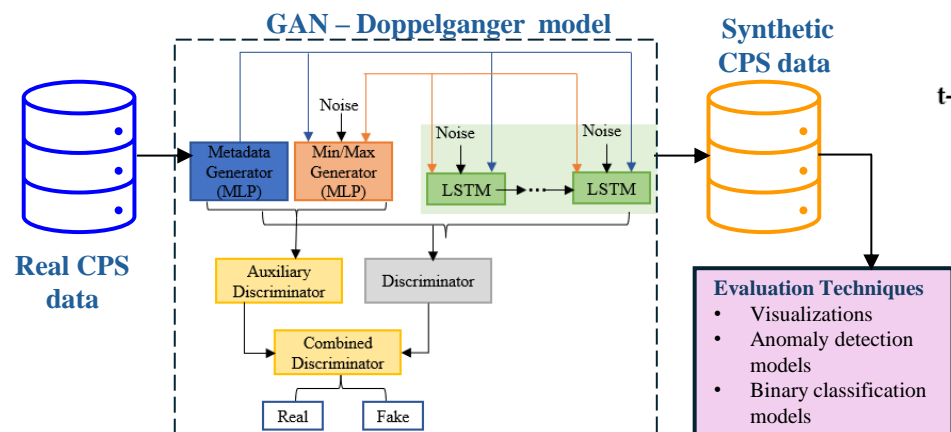 GAN – Doppelganger model
Synthetic
CPS data
t-
Noise
Noise
Noise
Metadata
Generator
(MLP)
Min/Max
Generator
(MLP)
LSTM
LSTM
Real CPS
data
Auxiliary
Discriminator
Discriminator
Combined
Discriminator
Real
Fake
Evaluation Techniques
• Visualizations
• Anomaly detection
models
• Binary classification
models